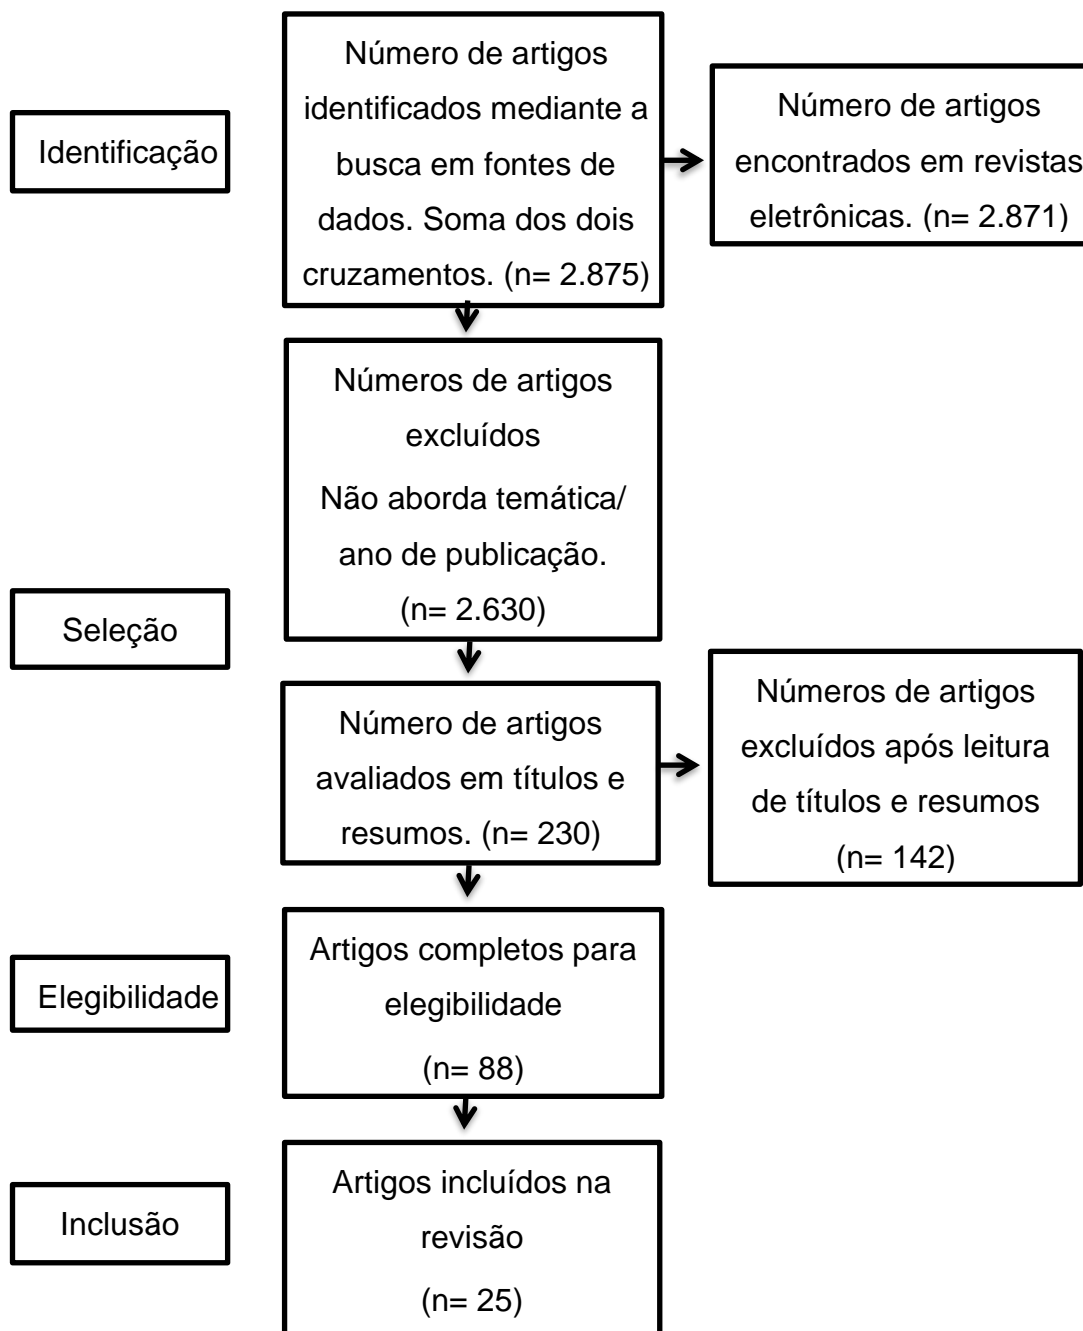 Identificação
Número de artigos
identificados mediante a
busca em fontes de
dados. Soma dos dois
cruzamentos. (n= 2.875)
Número de artigos
encontrados em revistas
eletrônicas. (n= 2.871)
Números de artigos
excluídos
Não aborda temática/
ano de publicação.
(n= 2.630)
Seleção
Número de artigos
avaliados em títulos e
resumos. (n= 230)
Números de artigos
excluídos após leitura
de títulos e resumos
(n= 142)
Elegibilidade
Artigos completos para
elegibilidade
(n= 88)
Inclusão
Artigos incluídos na
revisão
(n= 25)